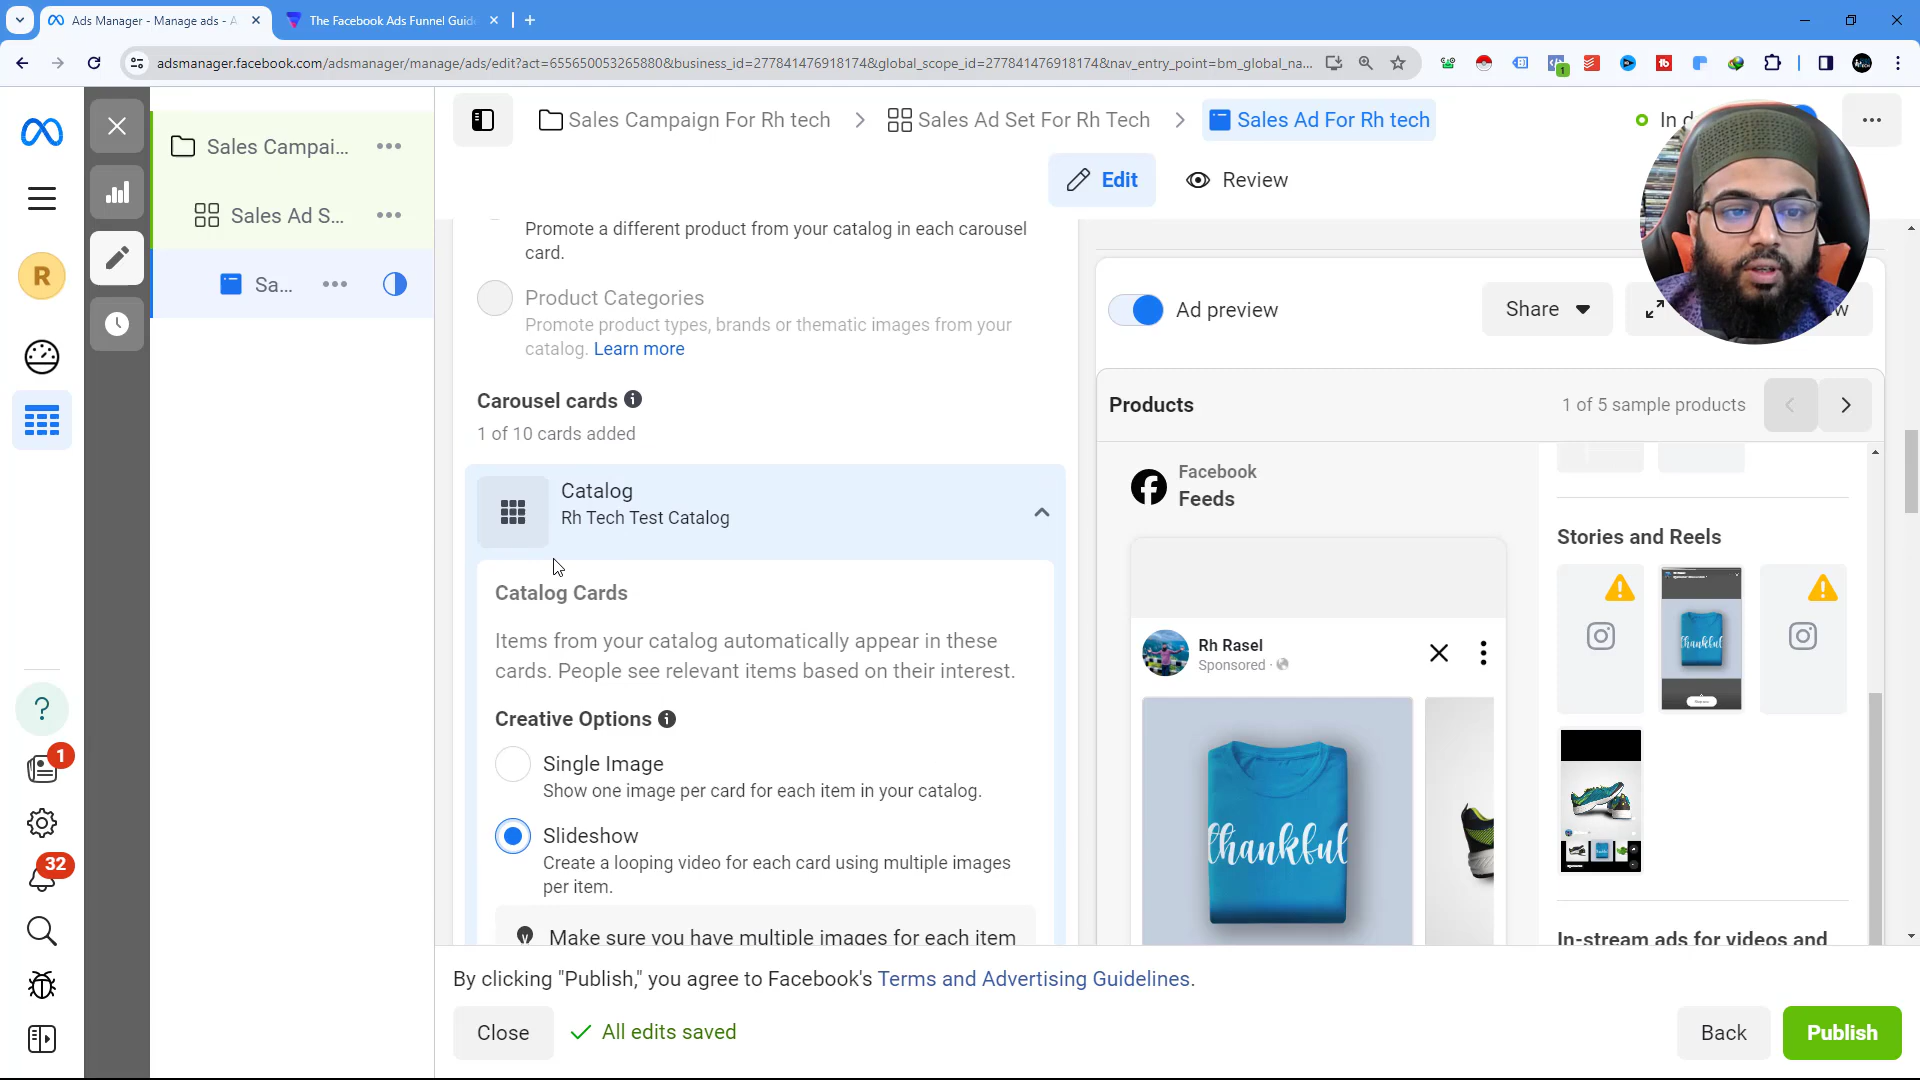 Ads Manager - Manage ads - A
The Facebook Ads Funnel Guid
adsmanager.facebook.com/adsmanager/manage/ads/edit?act=655650053265880&business_id=277841476918174&global_scope_id=277841476918174&nav_entry_point=bm_global_na...
Sales Campaign For Rh tech
Sales Ad Set For Rh Tech
Sales Ad For Rh tech
In d
Edit
Review
Sales Campai...
Sales Ad S...
Sa...
R
?
1
32
Promote a different product from your catalog in each carousel
card.
Product Categories
Promote product types, brands or thematic images from your
catalog. Learn more
Carousel cards
1 of 10 cards added
Catalog
Rh Tech Test Catalog
Catalog Cards
Items from your catalog automatically appear in these
cards. People see relevant items based on their interest.
Creative Options
Single Image
Show one image per card for each item in your catalog.
Slideshow
Create a looping video for each card using multiple images
per item.
Make sure you have multiple images for each item
Ad preview
Share
w
Products
1 of 5 sample products
Facebook
Feeds
Rh Rasel
Sponsored
thankful
Stories and Reels
thankful
In-stream ads for videos and
By clicking "Publish," you agree to Facebook's Terms and Advertising Guidelines.
Close
All edits saved
Back
Publish